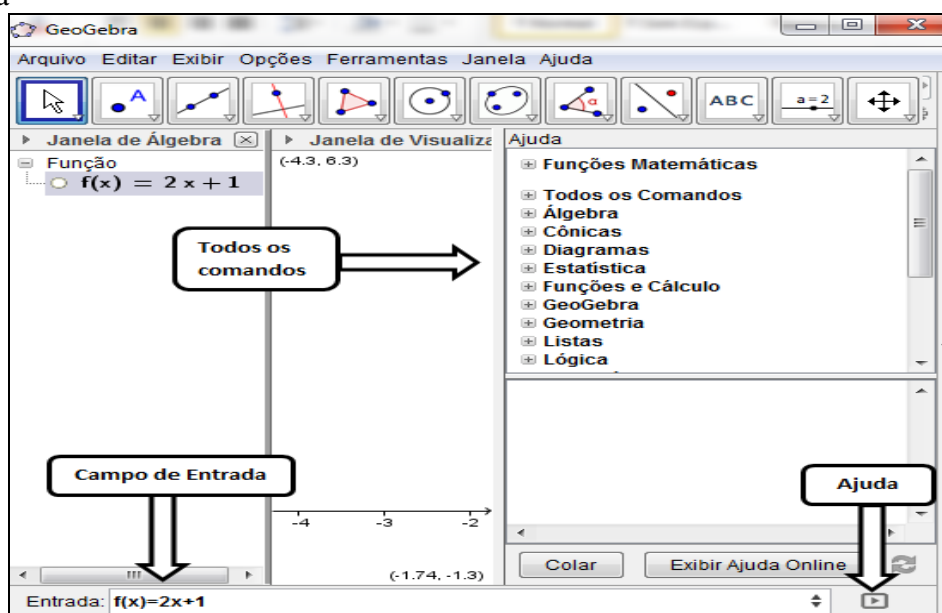 a
GeoGebra
Arquivo Editar Exibir Opções Ferramentas Janela Ajuda
A
α
ABC
a=2
Janela de Álgebra
Função
f(x) = 2 x + 1
Janela de Visualiza
(-4.3, 6.3)
Ajuda
Funções Matemáticas
Todos os Comandos
Álgebra
Cônicas
Diagramas
Estatística
Funções e Cálculo
GeoGebra
Geometria
Listas
Lógica
Todos os
comandos
Campo de Entrada
Ajuda
-4 -3 -2
(-1.74, -1.3)
Colar
Exibir Ajuda Online
Entrada: f(x)=2x+1